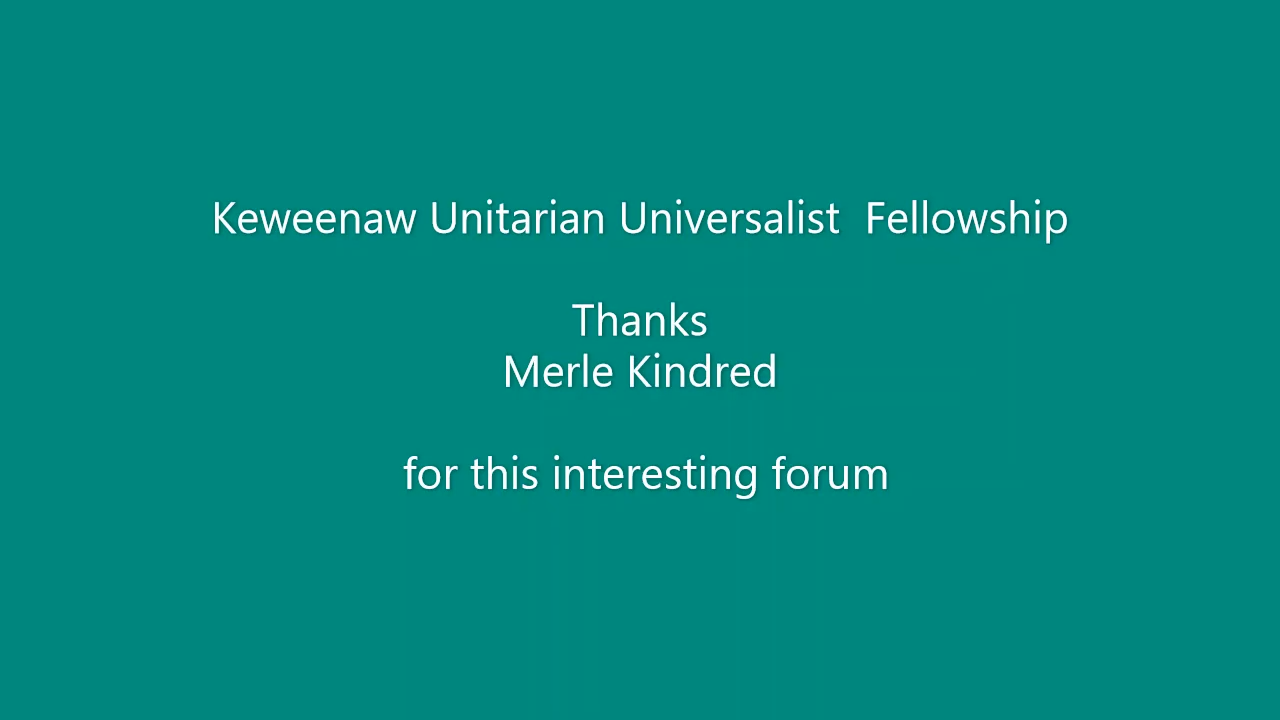 Keweenaw Unitarian Universalist  Fellowship
Thanks
Merle Kindred
for this interesting forum